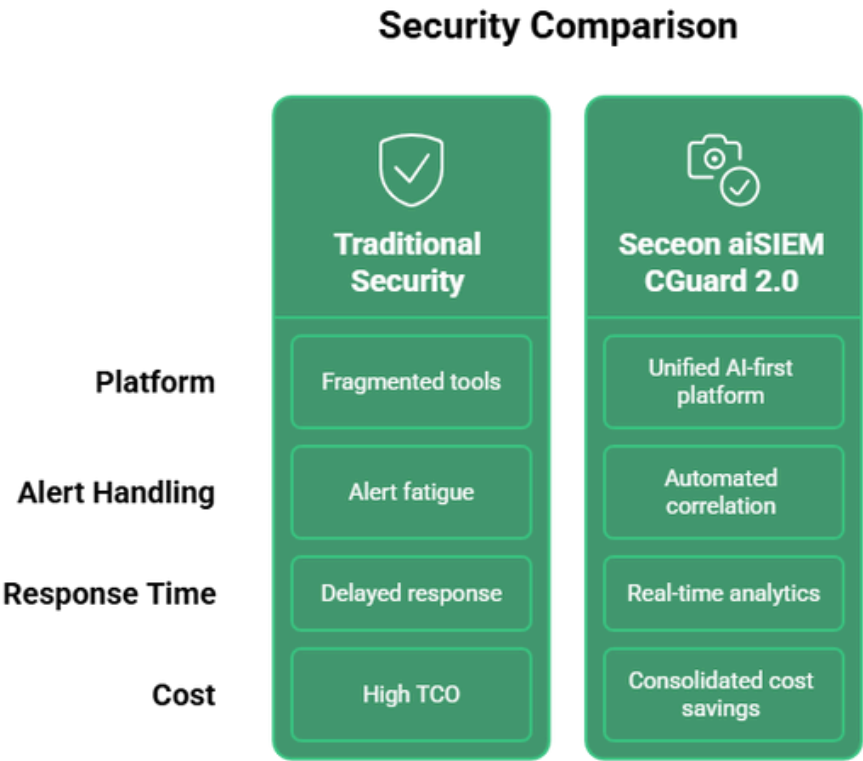 Security Comparison
Traditional
Security
Seceon aiSIEM
CGuard 2.0
Platform
Fragmented tools
Unified AI-first
platform
Alert Handling
Alert fatigue
Automated
correlation
Response Time
Delayed response
Real-time analytics
Cost
High TCO
Consolidated cost
savings